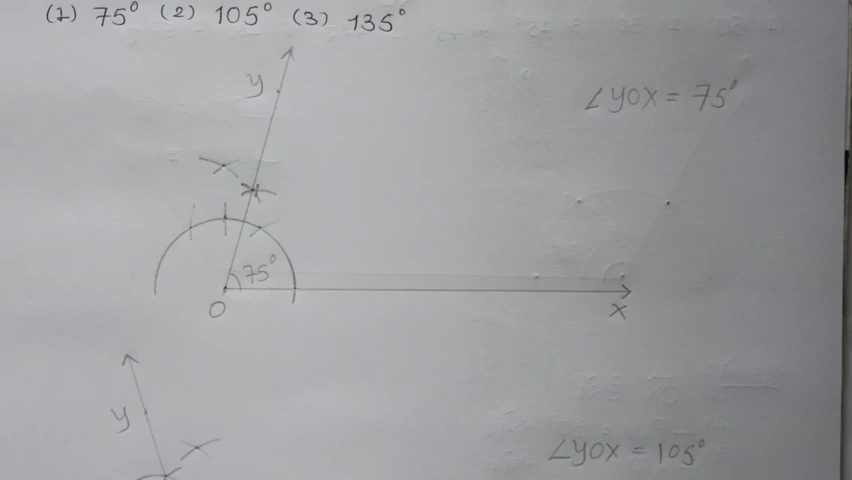 (1) 75° (2) 105° (3) 135°
y
∠YOX = 75°
75°
O
X
y
∠YOX = 105°